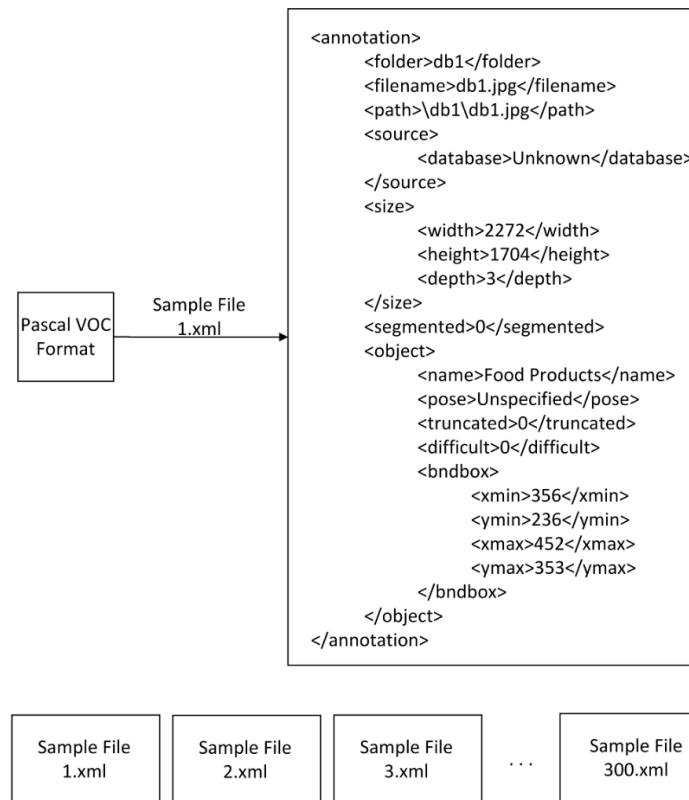 Pascal VOC
Format
Sample File
1.xml
<annotation>
<folder>db1</folder>
<filename>db1.jpg</filename>
<path>\db1\db1.jpg</path>
<source>
<database>Unknown</database>
</source>
<size>
<width>2272</width>
<height>1704</height>
<depth>3</depth>
</size>
<segmented>0</segmented>
<object>
<name>Food Products</name>
<pose>Unspecified</pose>
<truncated>0</truncated>
<difficult>0</difficult>
<bndbox>
<xmin>356</xmin>
<ymin>236</ymin>
<xmax>452</xmax>
<ymax>353</ymax>
</bndbox>
</object>
</annotation>
Sample File
1.xml
Sample File
2.xml
Sample File
3.xml
. . .
Sample File
300.xml